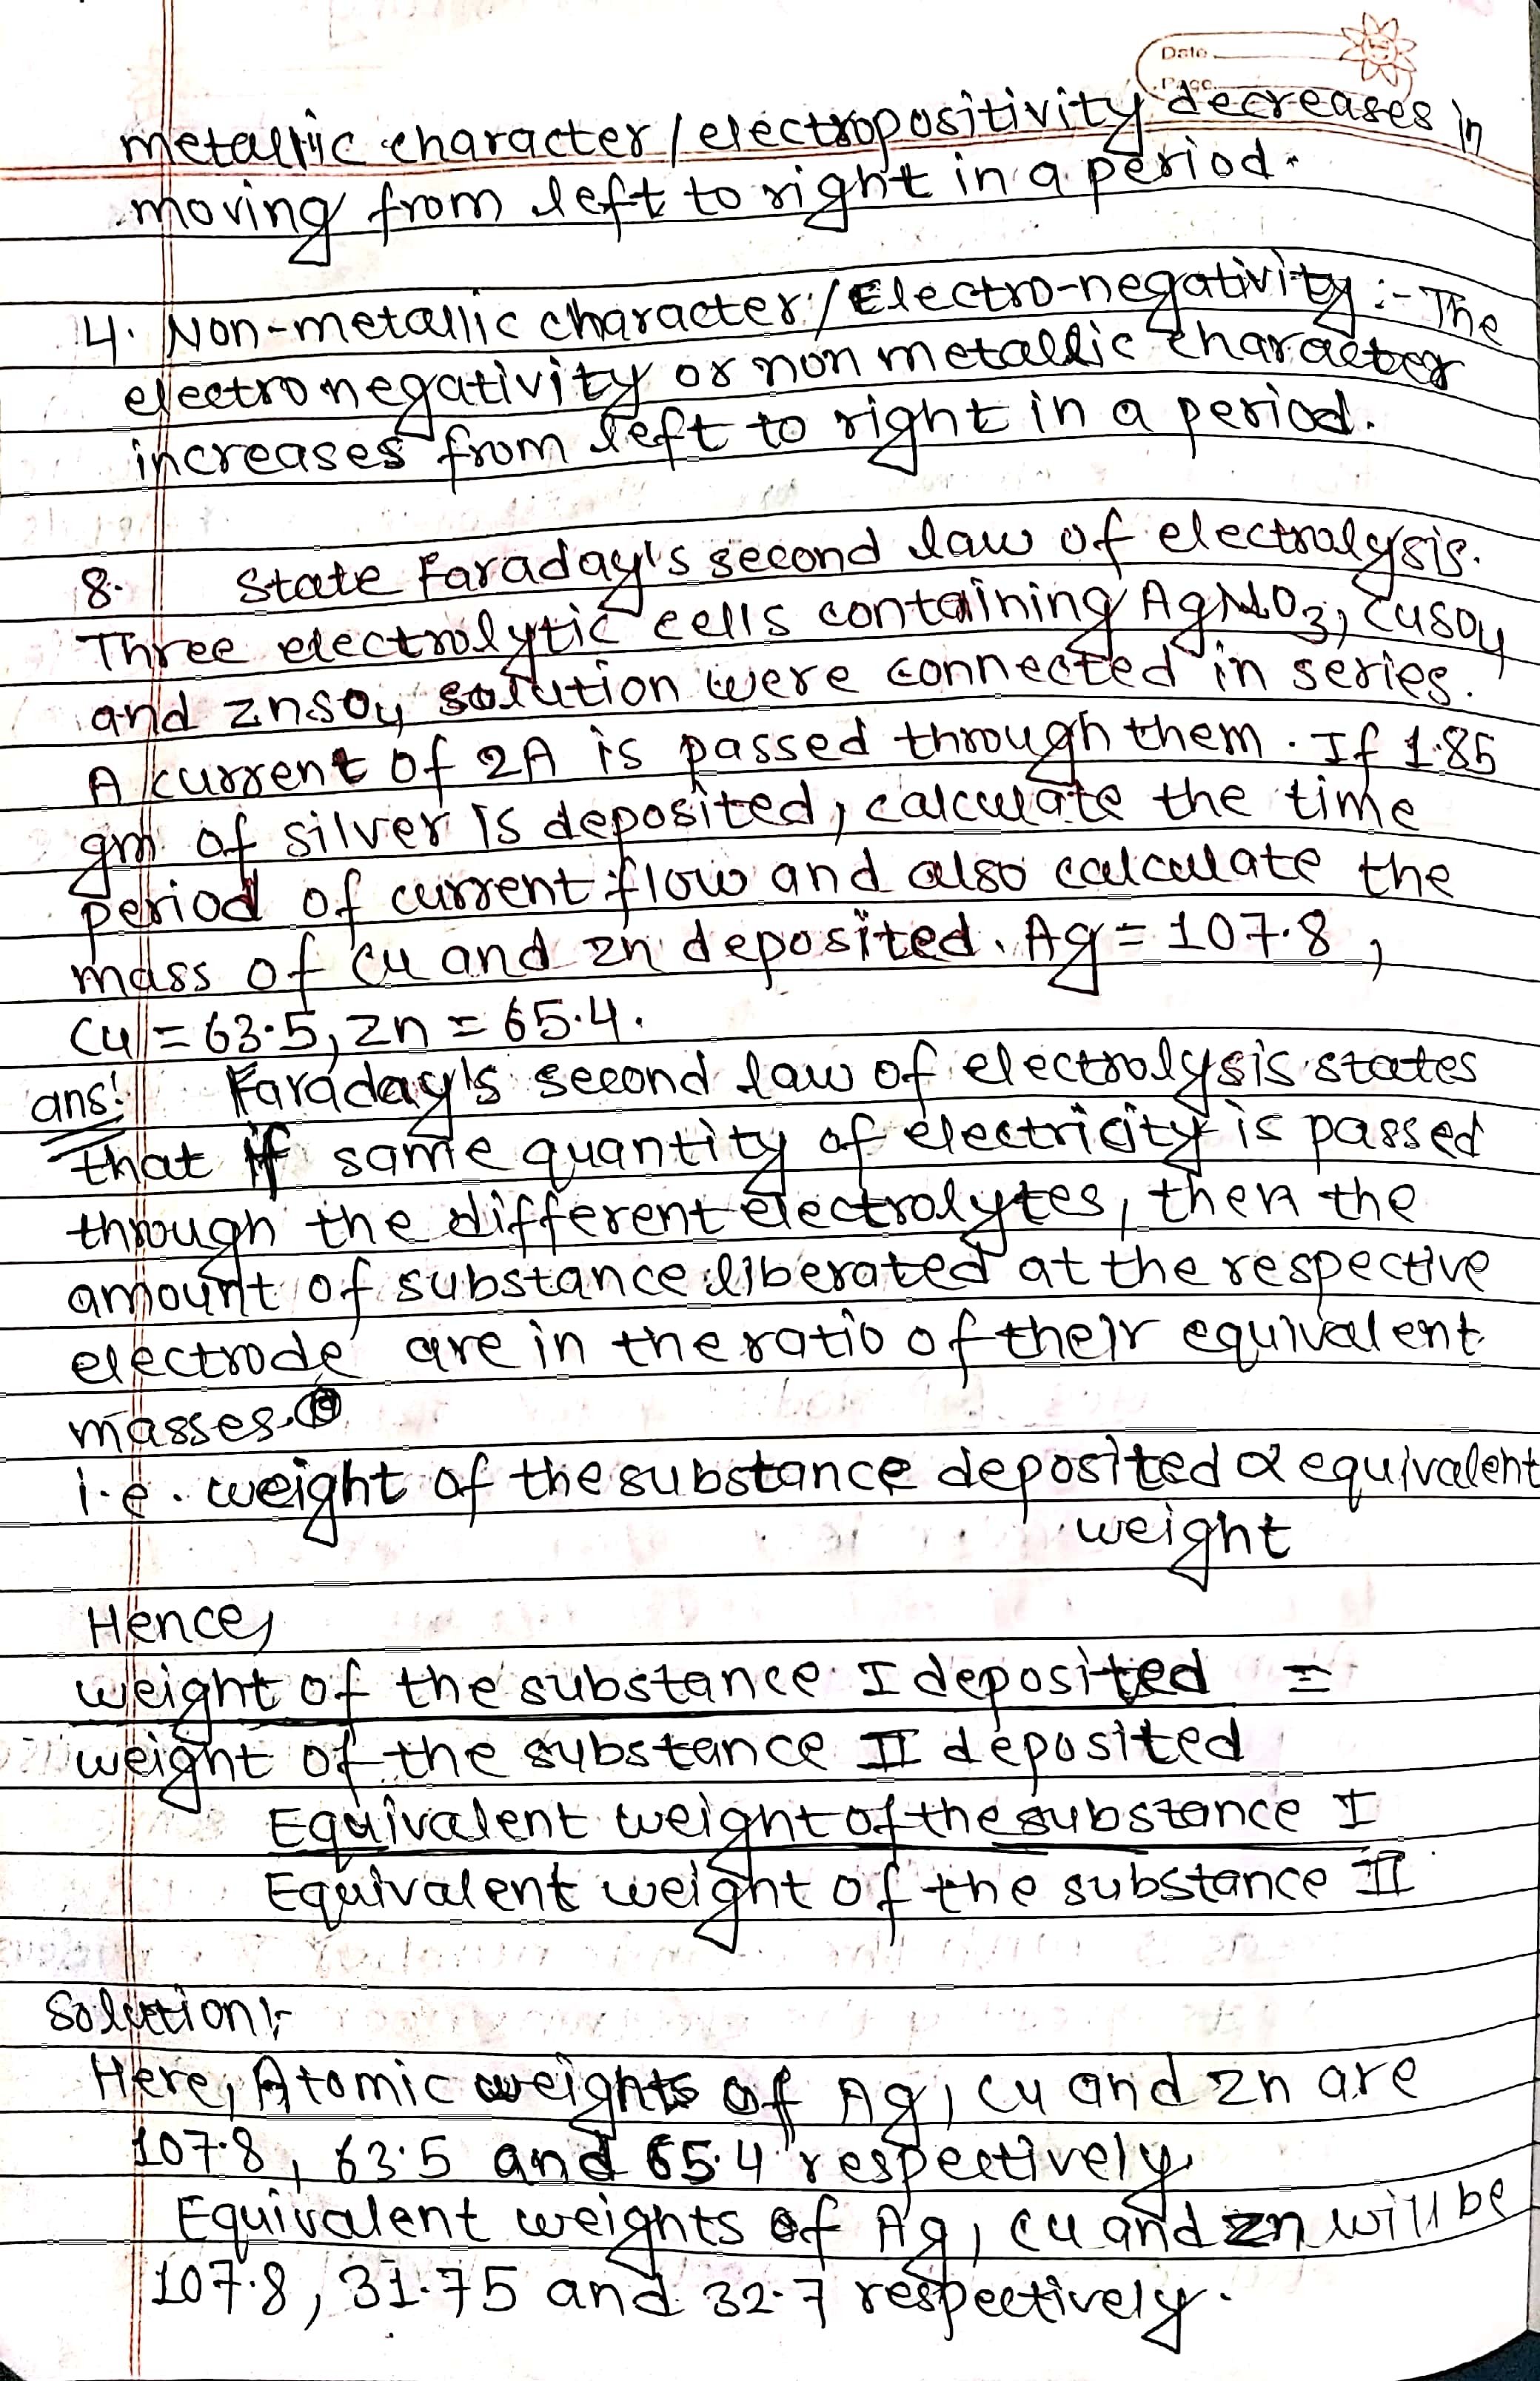 Date
Page
metallic character/electropositivity decreases in
moving from left to right in a period.
4. Non-metallic character/Electro-negativity:- The
electronegativity or non metallic character
increases from left to right in a period.
8. State Faraday's second law of electrolysis.
Three electrolytic cells containing AgNO3, CuSO4
and ZnSO4 solution were connected in series.
A current of 2A is passed through them. If 1.85
gm of silver is deposited, calculate the time
period of current flow and also calculate the
mass of Cu and Zn deposited. Ag = 107.8,
Cu = 63.5, Zn = 65.4.
ans: Faraday's second law of electrolysis states
that if same quantity of electricity is passed
through the different electrolytes, then the
amount of substance liberated at the respective
electrode are in the ratio of their equivalent
masses.
i.e. weight of the substance deposited α equivalent
weight
Hence,
weight of the substance I deposited =
weight of the substance II deposited
Equivalent weight of the substance I
Equivalent weight of the substance II
Solution:-
Here, Atomic weights of Ag, Cu and Zn are
107.8, 63.5 and 65.4 respectively
Equivalent weights of Ag, Cu and Zn will be
107.8, 31.75 and 32.7 respectively.